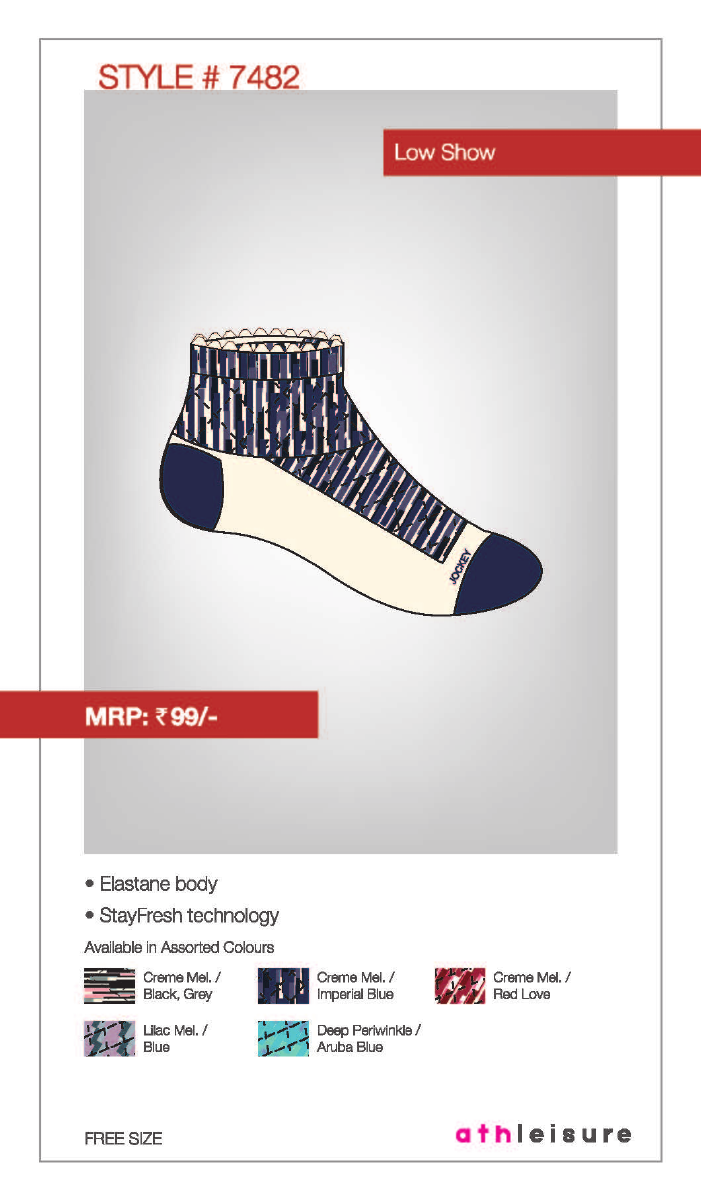 STYLE # 7482
Low Show
JOCKEY
MRP: ₹ 99/-
• Elastane body
• StayFresh technology
Available in Assorted Colours
Creme Mel. /
Black, Grey
Creme Mel. /
Imperial Blue
Creme Mel. /
Red Love
Lilac Mel. /
Blue
Deep Periwinkle /
Aruba Blue
FREE SIZE
athleisure